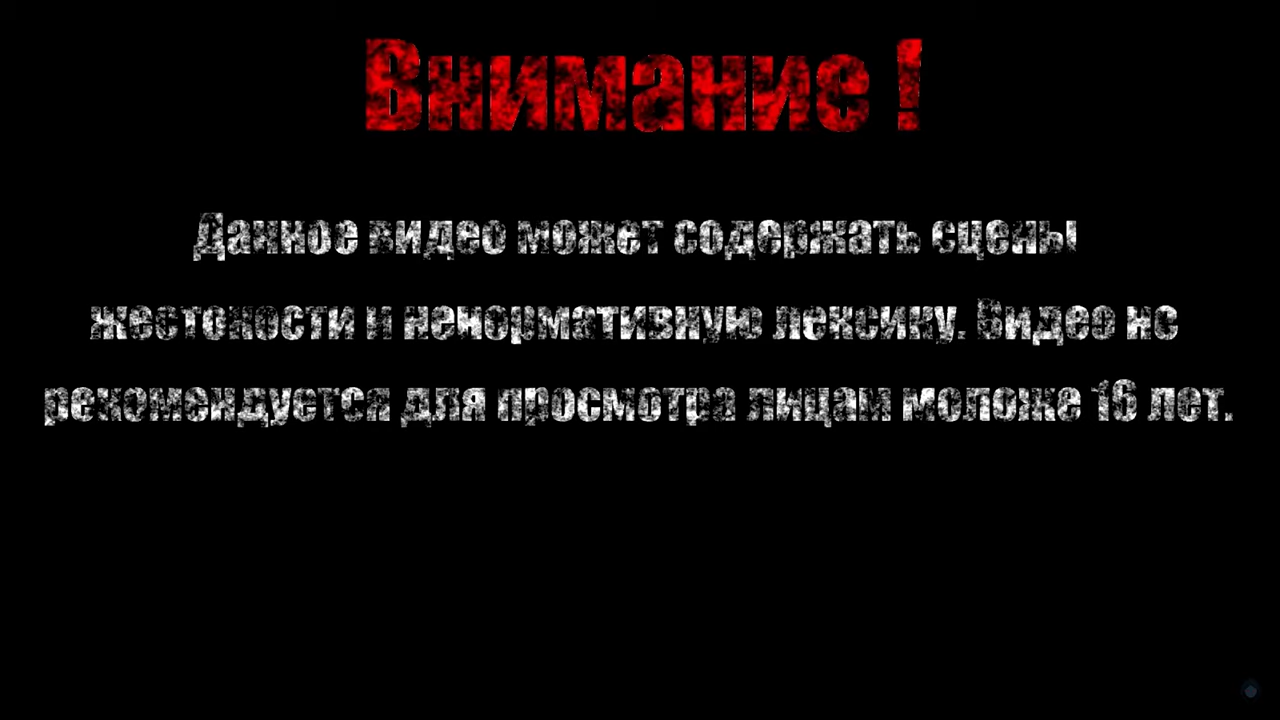 Внимание !
Данное видео может содержать сцены
жестокости и ненормативную лексику. Видео не
рекомендуется для просмотра лицам моложе 16 лет.